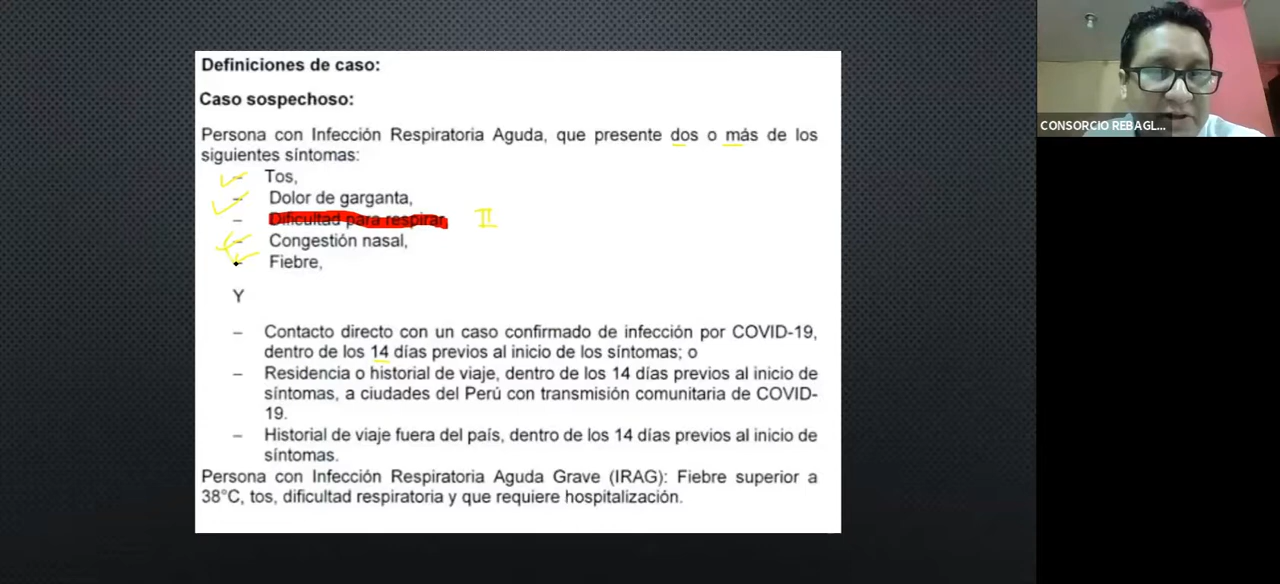 Definiciones de caso:
Caso sospechoso:
Persona con Infección Respiratoria Aguda, que presente dos o más de los
siguientes síntomas:
– Tos,
– Dolor de garganta,
– Dificultad para respirar II
– Congestión nasal,
– Fiebre,
Y
– Contacto directo con un caso confirmado de infección por COVID-19,
dentro de los 14 días previos al inicio de los síntomas; o
– Residencia o historial de viaje, dentro de los 14 días previos al inicio de
síntomas, a ciudades del Perú con transmisión comunitaria de COVID-
19.
– Historial de viaje fuera del país, dentro de los 14 días previos al inicio de
síntomas.
Persona con Infección Respiratoria Aguda Grave (IRAG): Fiebre superior a
38°C, tos, dificultad respiratoria y que requiere hospitalización.
CONSORCIO REBAGL...